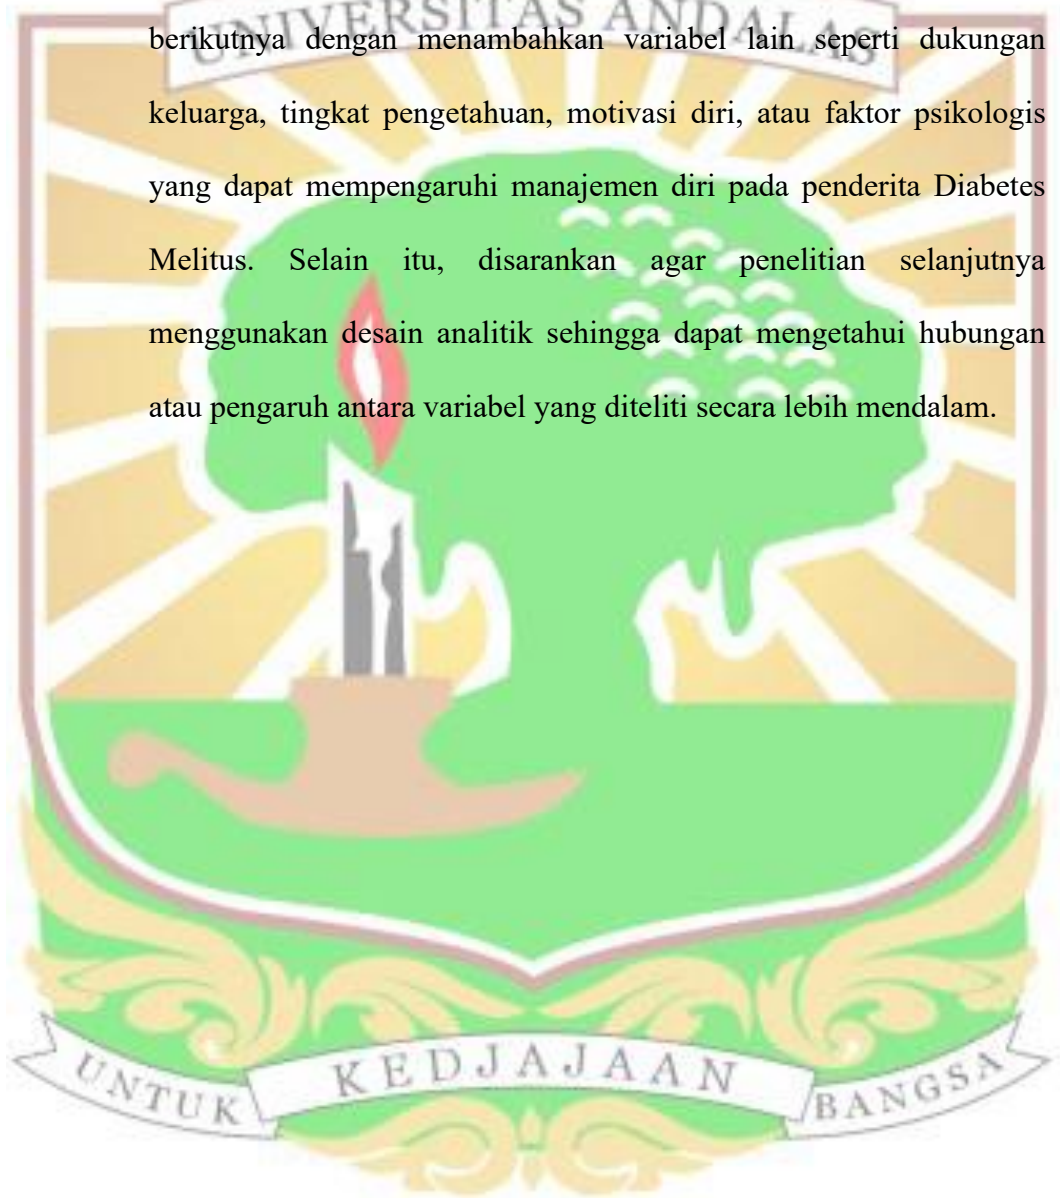 UNIVERSITAS ANDALAS
berikutnya dengan menambahkan variabel lain seperti dukungan
keluarga, tingkat pengetahuan, motivasi diri, atau faktor psikologis
yang dapat mempengaruhi manajemen diri pada penderita Diabetes
Melitus. Selain itu, disarankan agar penelitian selanjutnya
menggunakan desain analitik sehingga dapat mengetahui hubungan
atau pengaruh antara variabel yang diteliti secara lebih mendalam.
UNTUK KEDJAJAAN BANGSA